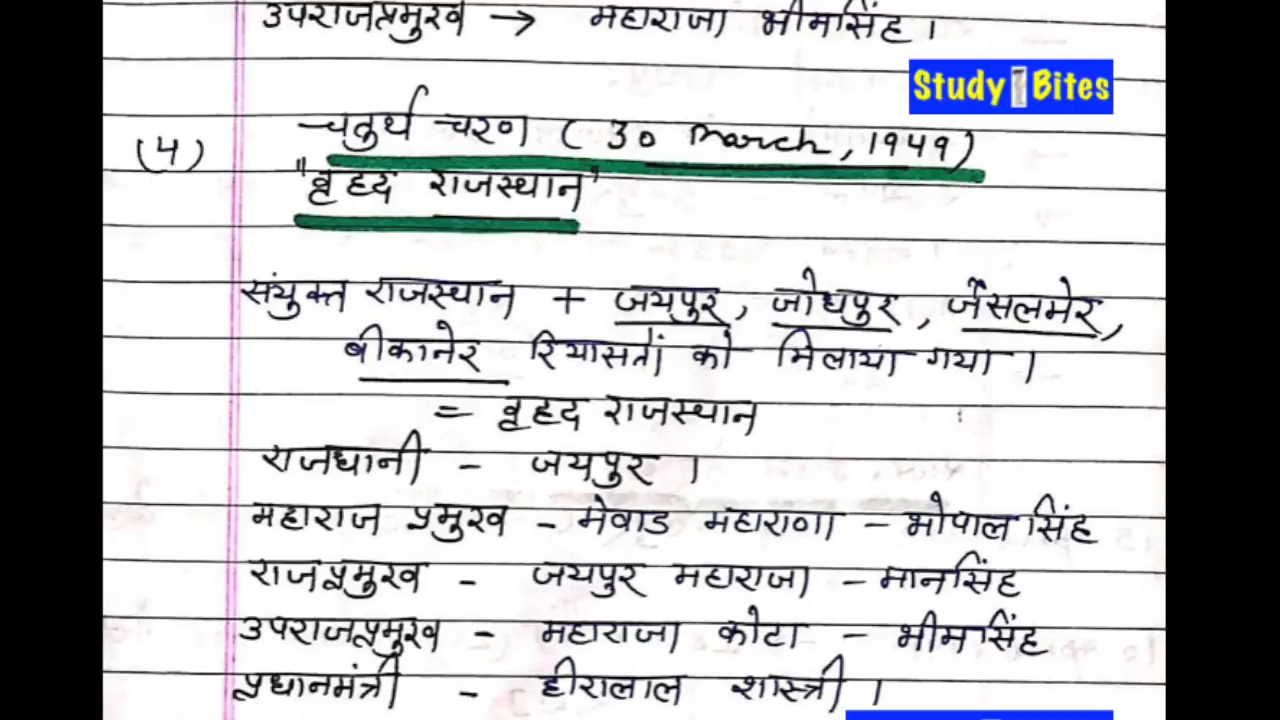 उपराजप्रमुख → महाराजा भीमसिंह ।
Study Bites
(4) चतुर्थ चरण ( 30 March, 1949)
"वृहद राजस्थान"
संयुक्त राजस्थान + जयपुर, जोधपुर, जैसलमेर,
बीकानेर रियासतों को मिलाया गया ।
= वृहद राजस्थान
राजधानी - जयपुर ।
महाराज प्रमुख - मेवाड महाराणा - भोपाल सिंह
राजप्रमुख - जयपुर महाराजा - मानसिंह
उपराजप्रमुख - महाराजा कोटा - भीमसिंह
प्रधानमंत्री - हीरालाल शास्त्री ।